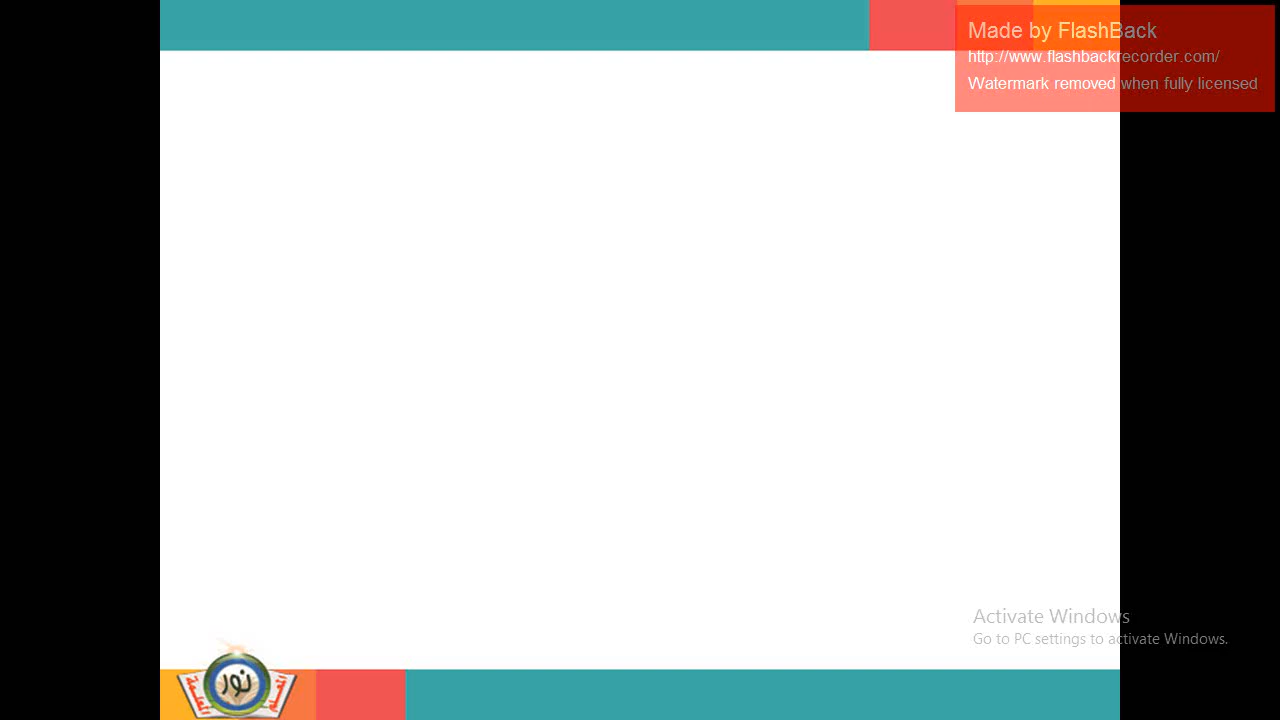 Made by FlashBack
http://www.flashbackrecorder.com/
Watermark removed when fully licensed
Activate Windows
Go to PC settings to activate Windows.
نور